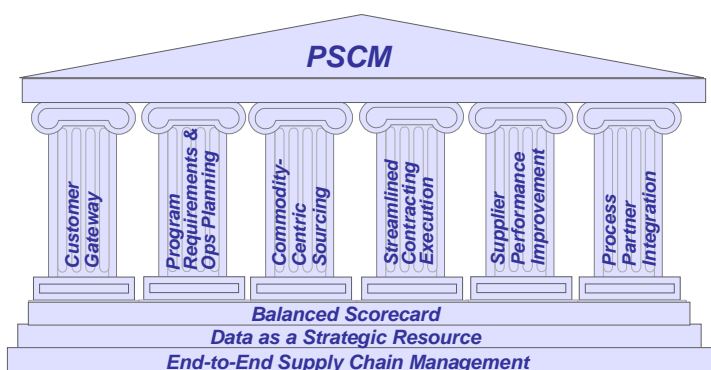 PSCM
Customer
Gateway
Program
Requirements &
Ops Planning
Commodity-
Centric
Sourcing
Streamlined
Contracting
Execution
Supplier
Performance
Improvement
Process
Partner
Integration
Balanced Scorecard
Data as a Strategic Resource
End-to-End Supply Chain Management